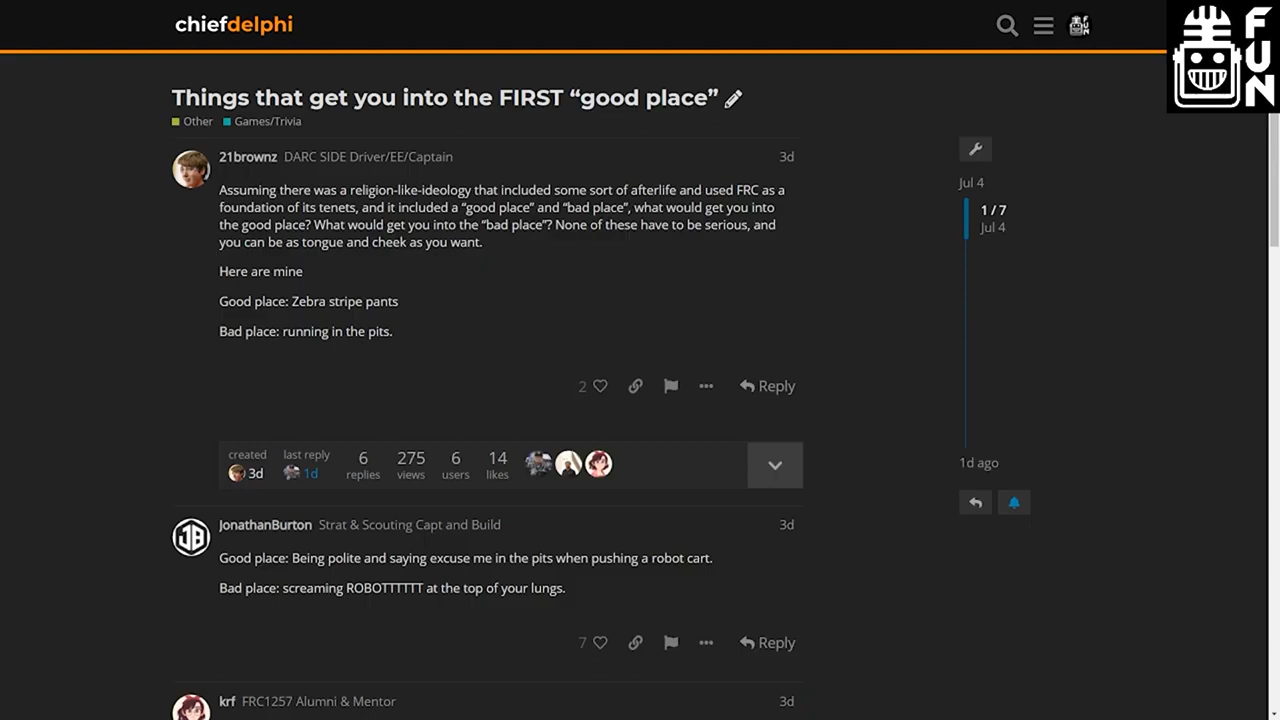 chiefdelphi
FUN
Things that get you into the FIRST “good place”
Other Games/Trivia
21brownz DARC SIDE Driver/EE/Captain 3d
Assuming there was a religion-like-ideology that included some sort of afterlife and used FRC as a
foundation of its tenets, and it included a “good place” and “bad place”, what would get you into
the good place? What would get you into the “bad place”? None of these have to be serious, and
you can be as tongue and cheek as you want.
Here are mine
Good place: Zebra stripe pants
Bad place: running in the pits.
2 Reply
Jul 4
1 / 7
Jul 4
1d ago
created last reply 6 275 6 14
3d 1d replies views users likes
JonathanBurton Strat & Scouting Capt and Build 3d
Good place: Being polite and saying excuse me in the pits when pushing a robot cart.
Bad place: screaming ROBOTTTTTT at the top of your lungs.
7 Reply
krf FRC1257 Alumni & Mentor 3d